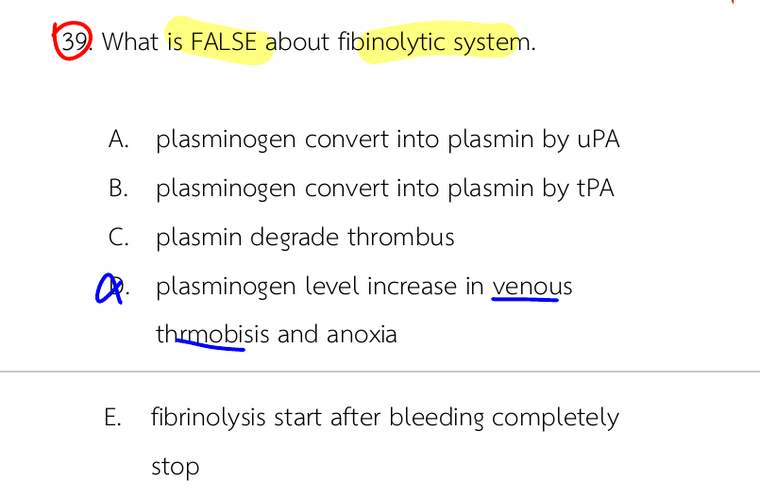 39. What is FALSE about fibinolytic system.
A. plasminogen convert into plasmin by uPA
B. plasminogen convert into plasmin by tPA
C. plasmin degrade thrombus
D. plasminogen level increase in venous
thrmobisis and anoxia
E. fibrinolysis start after bleeding completely
stop